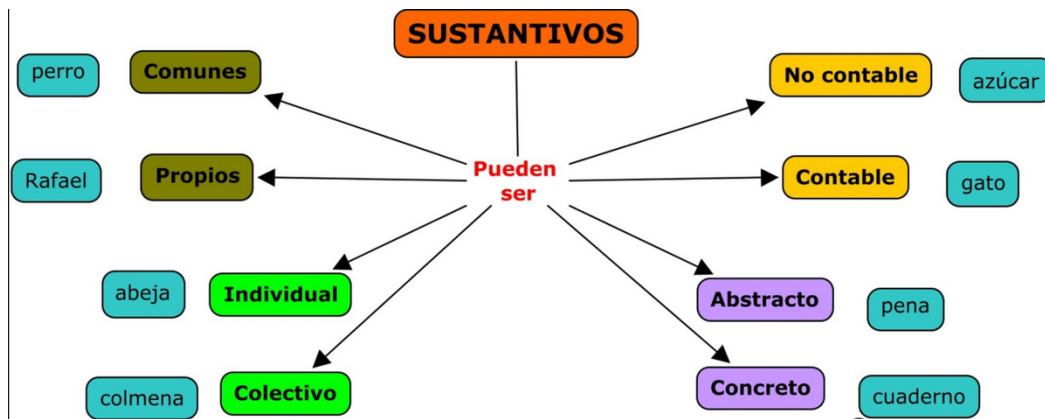 SUSTANTIVOS
perro
Comunes
No contable
azúcar
Rafael
Propios
Pueden
ser
Contable
gato
abeja
Individual
Abstracto
pena
colmena
Colectivo
Concreto
cuaderno